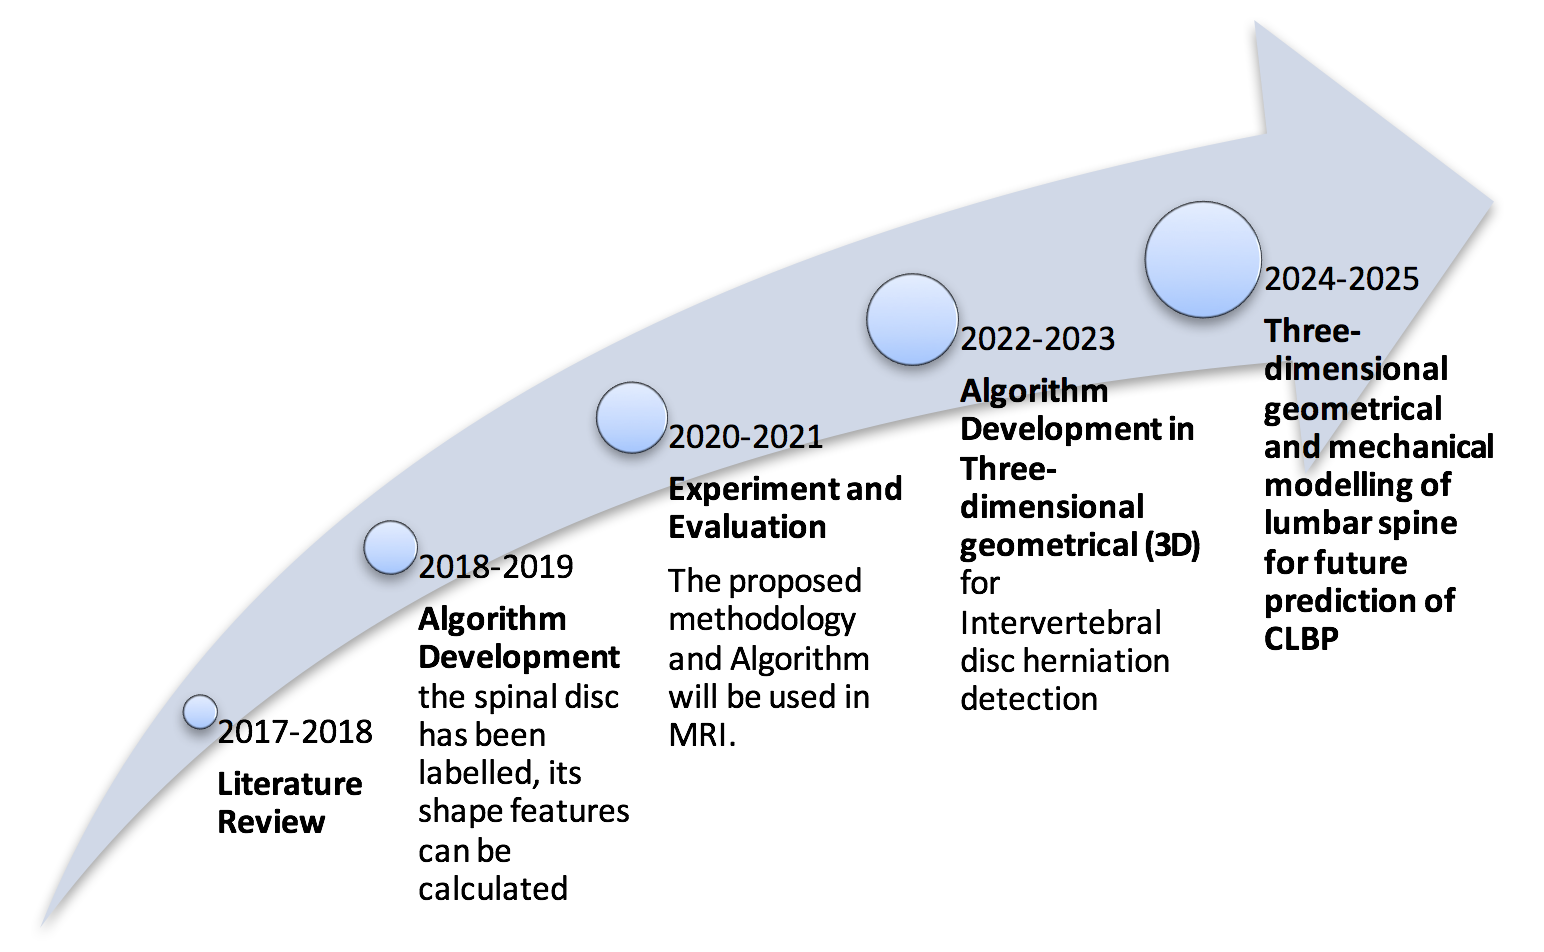 2017-2018
Literature
Review
2018-2019
Algorithm
Development
the spinal disc
has been
labelled, its
shape features
can be
calculated
2020-2021
Experiment and
Evaluation
The proposed
methodology
and Algorithm
will be used in
MRI.
2022-2023
Algorithm
Development in
Three-
dimensional
geometrical (3D)
for
Intervertebral
disc herniation
detection
2024-2025
Three-
dimensional
geometrical
and mechanical
modelling of
lumbar spine
for future
prediction of
CLBP